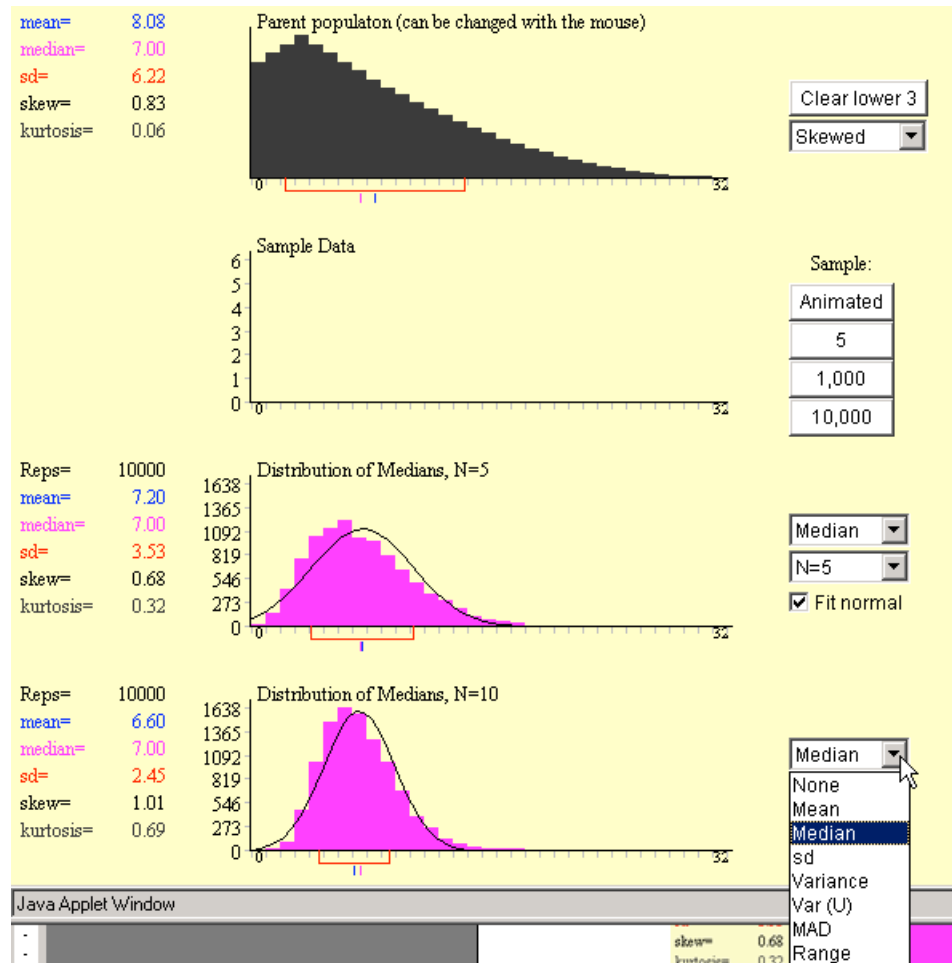 mean= 8.08
median= 7.00
sd= 6.22
skew= 0.83
kurtosis= 0.06
Parent populaton (can be changed with the mouse)
0 32
Clear lower 3
Skewed
Sample Data
6
5
4
3
2
1
0
0 32
Sample:
Animated
5
1,000
10,000
Reps= 10000
mean= 7.20
median= 7.00
sd= 3.53
skew= 0.68
kurtosis= 0.32
Distribution of Medians, N=5
1638
1365
1092
819
546
273
0
0 32
Median
N=5
Fit normal
Reps= 10000
mean= 6.60
median= 7.00
sd= 2.45
skew= 1.01
kurtosis= 0.69
Distribution of Medians, N=10
1638
1365
1092
819
546
273
0
0 32
Median
None
Mean
Median
sd
Variance
Var (U)
MAD
Range
Java Applet Window
skew= 0.68
0.32